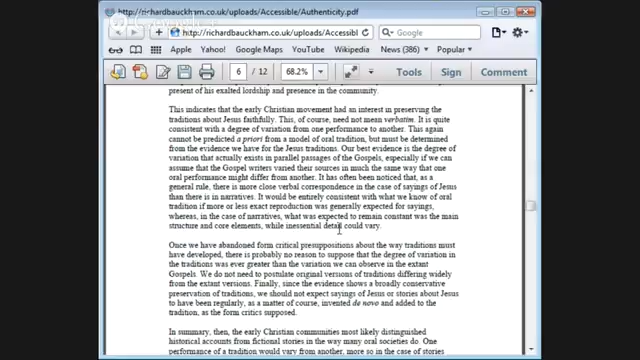 http://richardbauckham.co.uk/uploads/Accessible/Authenticity.pdf
http://richardbauckham.co.uk/uploads/Accessibl
Apple Yahoo! Google Maps YouTube Wikipedia News (386) Popular
6 / 12 68.2% Tools Sign Comment
present of his exalted lordship and presence in the community.
This indicates that the early Christian movement had an interest in preserving the
traditions about Jesus faithfully. This, of course, need not mean verbatim. It is quite
consistent with a degree of variation from one performance to another. This again
cannot be predicted a priori from a model of oral tradition, but must be determined
from the evidence we have for the Jesus traditions. Our best evidence is the degree of
variation that actually exists in parallel passages of the Gospels, especially if we can
assume that the Gospel writers varied their sources in much the same way that one
oral performance might differ from another. It has often been noticed that, as a
general rule, there is more close verbal correspondence in the case of sayings of Jesus
than there is in narratives. It would be entirely consistent with what we know of oral
tradition if more or less exact reproduction was generally expected for sayings,
whereas, in the case of narratives, what was expected to remain constant was the main
structure and core elements, while inessential detail could vary.
Once we have abandoned form critical presuppositions about the way traditions must
have developed, there is probably no reason to suppose that the degree of variation in
the traditions was ever greater than the variation we can observe in the extant
Gospels. We do not need to postulate original versions of traditions differing widely
from the extant versions. Finally, since the evidence shows a broadly conservative
preservation of traditions, we should not expect sayings of Jesus or stories about Jesus
to have been regularly, as a matter of course, invented de novo and added to the
tradition, as the form critics supposed.
In summary, then, the early Christian communities most likely distinguished
historical accounts from fictional stories in the way many oral societies do. One
performance of a tradition would vary from another, more so in the case of stories